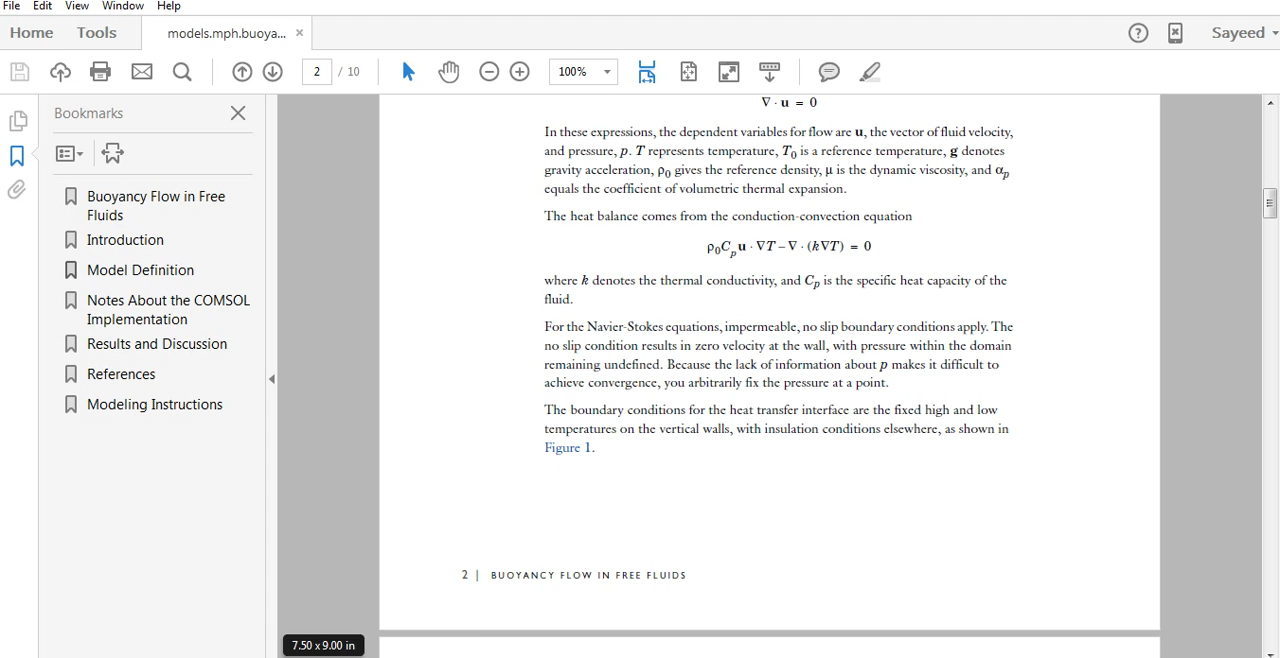 File Edit View Window Help
Home Tools models.mph.buoya... × Sayeed
2 / 10 100%
Bookmarks
Buoyancy Flow in Free
Fluids
Introduction
Model Definition
Notes About the COMSOL
Implementation
Results and Discussion
References
Modeling Instructions
∇ · u = 0
In these expressions, the dependent variables for flow are u, the vector of fluid velocity,
and pressure, p. T represents temperature, T₀ is a reference temperature, g denotes
gravity acceleration, ρ₀ gives the reference density, μ is the dynamic viscosity, and αₚ
equals the coefficient of volumetric thermal expansion.
The heat balance comes from the conduction-convection equation
ρ₀Cₚu · ∇T – ∇ · (k∇T) = 0
where k denotes the thermal conductivity, and Cₚ is the specific heat capacity of the
fluid.
For the Navier-Stokes equations, impermeable, no slip boundary conditions apply. The
no slip condition results in zero velocity at the wall, with pressure within the domain
remaining undefined. Because the lack of information about p makes it difficult to
achieve convergence, you arbitrarily fix the pressure at a point.
The boundary conditions for the heat transfer interface are the fixed high and low
temperatures on the vertical walls, with insulation conditions elsewhere, as shown in
Figure 1.
2 | BUOYANCY FLOW IN FREE FLUIDS
7.50 x 9.00 in